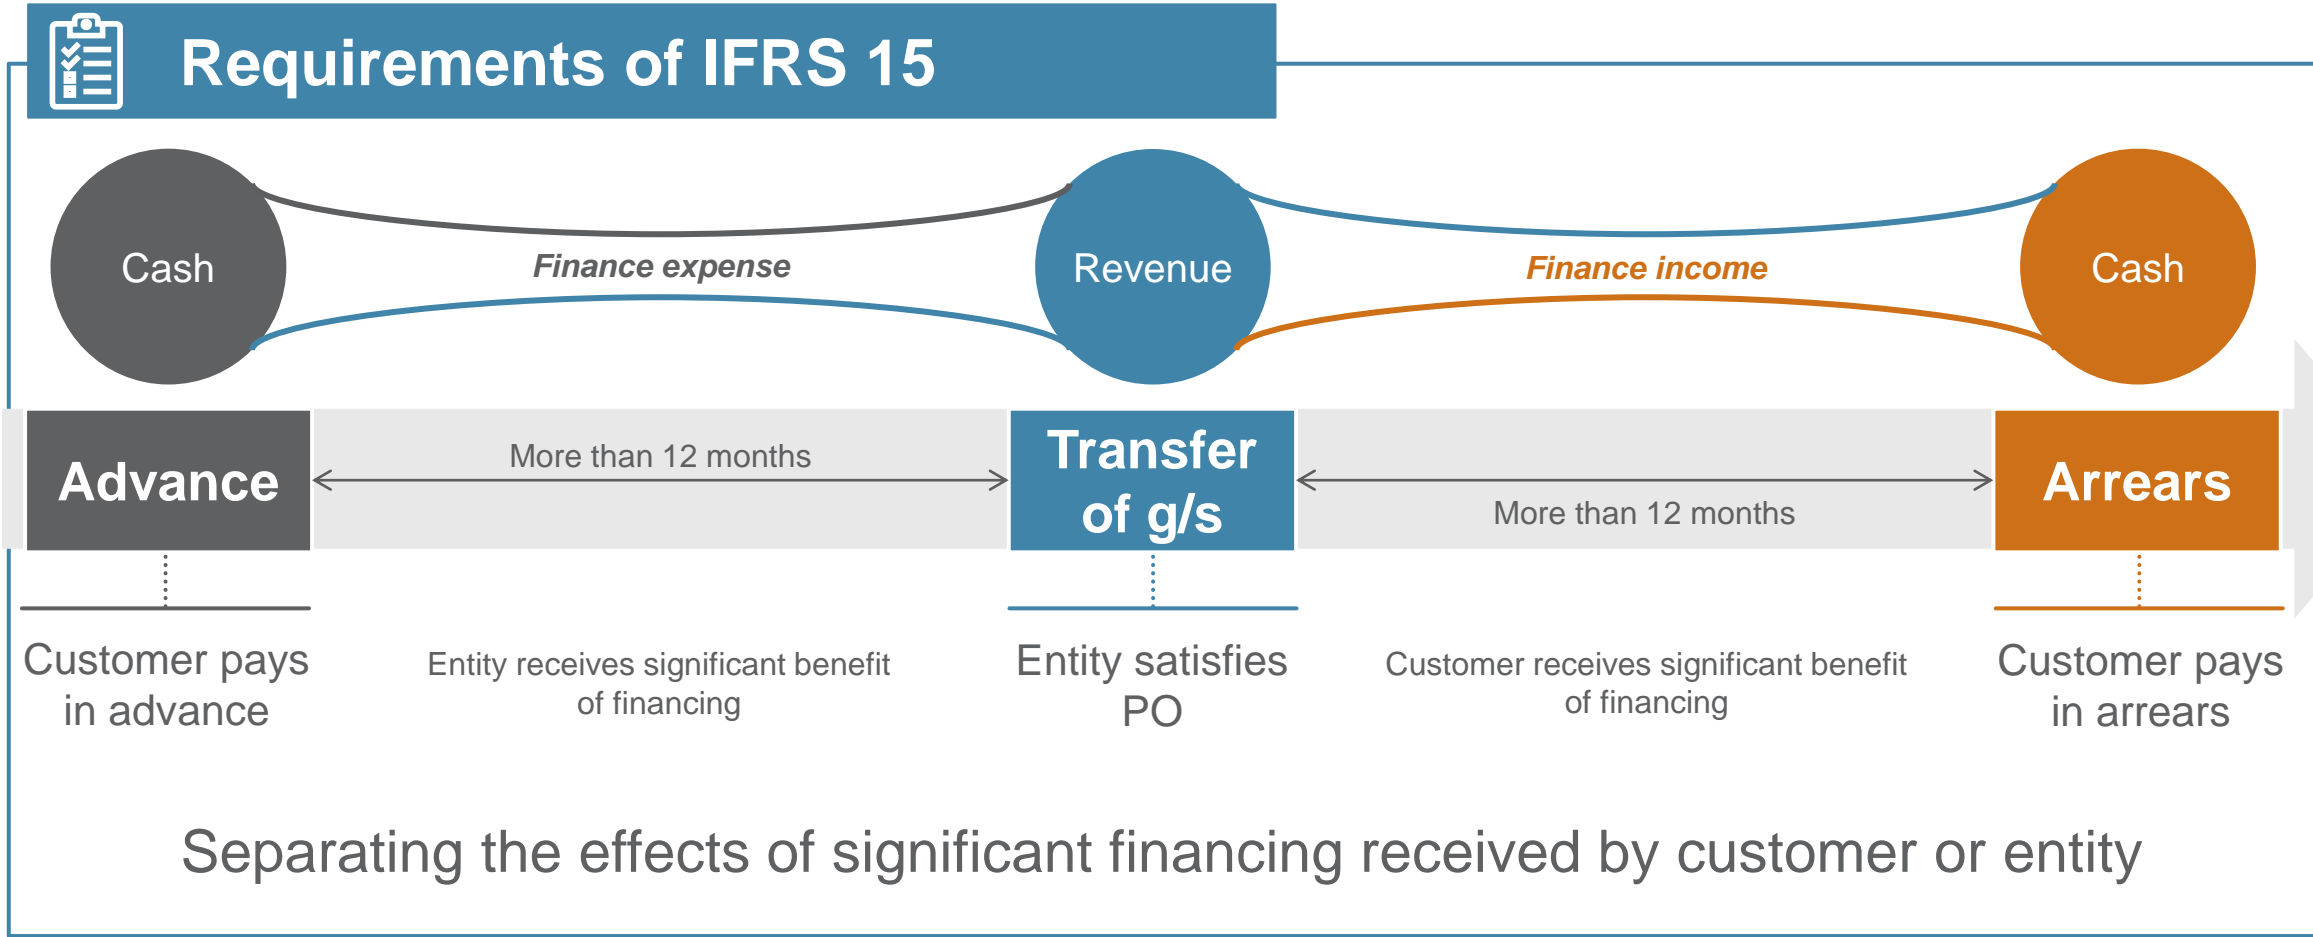 Requirements of IFRS 15
Cash
Finance expense
Revenue
Finance income
Cash
Advance
More than 12 months
Transfer
of g/s
More than 12 months
Arrears
Customer pays
in advance
Entity receives significant benefit
of financing
Entity satisfies
PO
Customer receives significant benefit
of financing
Customer pays
in arrears
Separating the effects of significant financing received by customer or entity